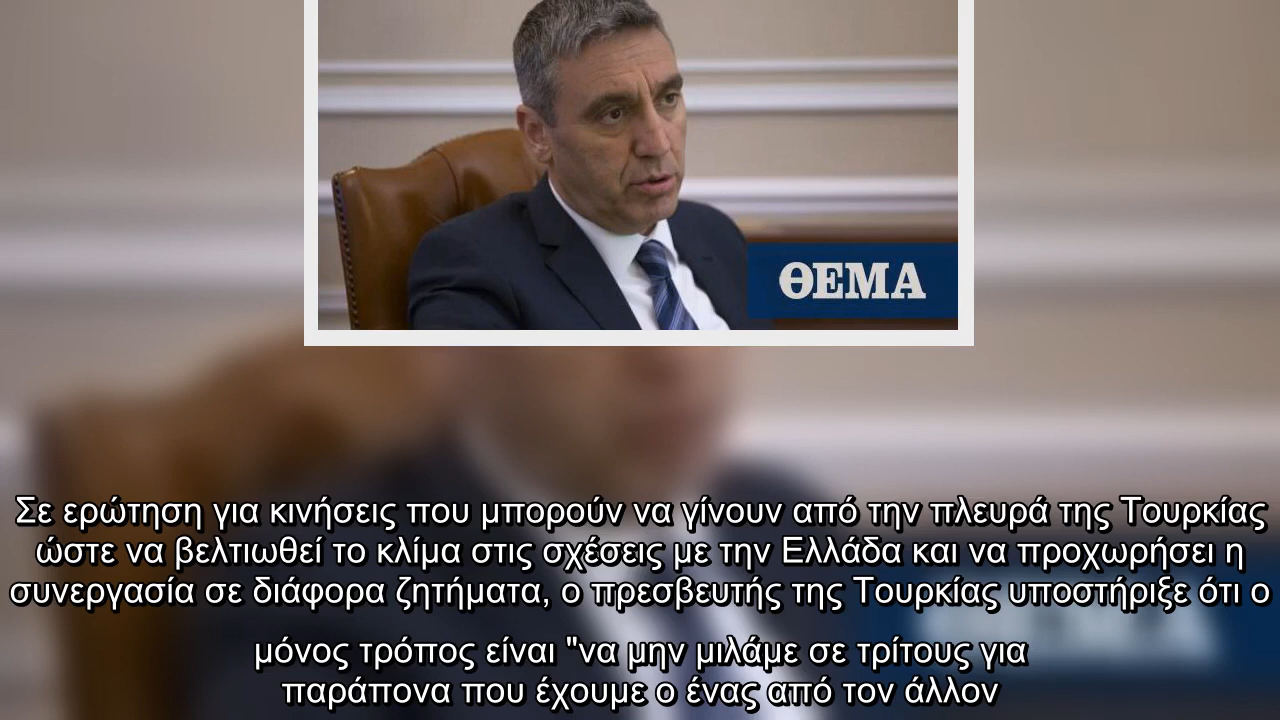 ΘΕΜΑ
Σε ερώτηση για κινήσεις που μπορούν να γίνουν από την πλευρά της Τουρκίας
ώστε να βελτιωθεί το κλίμα στις σχέσεις με την Ελλάδα και να προχωρήσει η
συνεργασία σε διάφορα ζητήματα, ο πρεσβευτής της Τουρκίας υποστήριξε ότι ο
μόνος τρόπος είναι "να μην μιλάμε σε τρίτους για
παράπονα που έχουμε ο ένας από τον άλλον